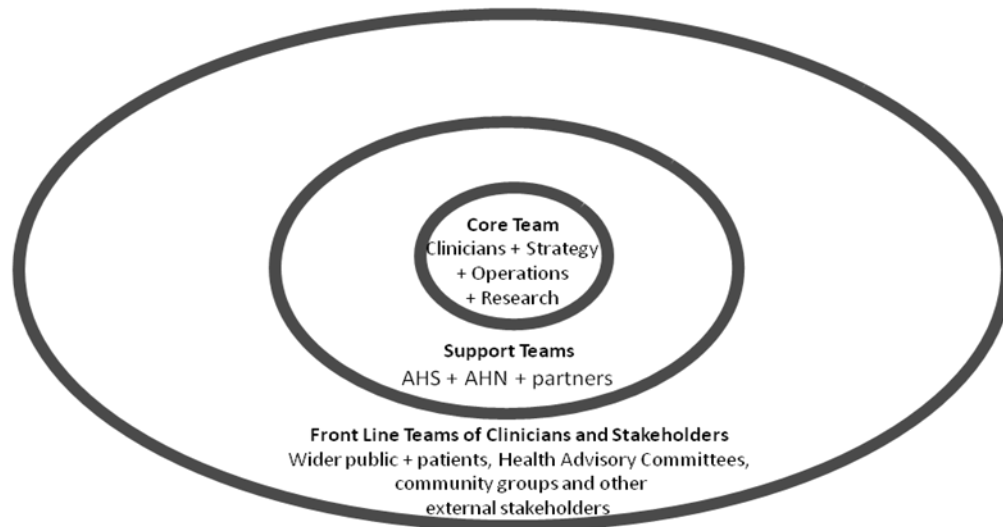 Core Team
Clinicians + Strategy
+ Operations
+ Research
Support Teams
AHS + AHN + partners
Front Line Teams of Clinicians and Stakeholders
Wider public + patients, Health Advisory Committees,
community groups and other
external stakeholders